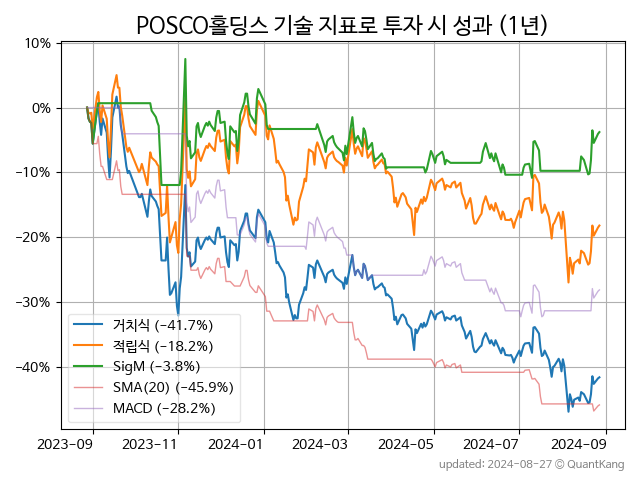 POSCO홀딩스 기술 지표로 투자 시 성과 (1년)
10%
0%
−10%
−20%
−30%
−40%
거치식 (−41.7%)
적립식 (−18.2%)
SigM (−3.8%)
SMA(20) (−45.9%)
MACD (−28.2%)
2023-09 2023-11 2024-01 2024-03 2024-05 2024-07 2024-09
updated: 2024-08-27 © QuantKang